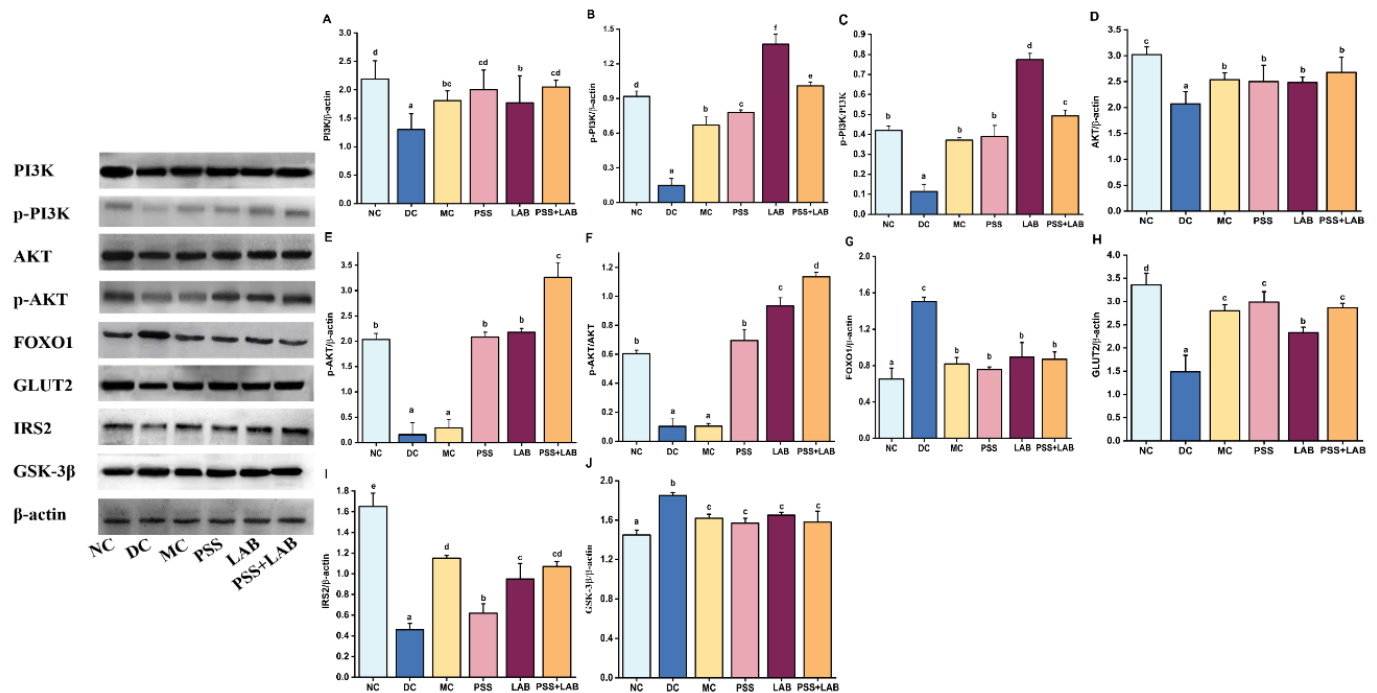 PI3K
p-PI3K
AKT
p-AKT
FOXO1
GLUT2
IRS2
GSK-3β
β-actin
NC DC MC PSS LAB PSS+LAB
A
PI3K/β-actin
2.5
2.0
1.5
1.0
0.5
0.0
d a bc cd b cd
NC DC MC PSS LAB PSS+LAB
B
p-PI3K/β-actin
1.5
1.2
0.9
0.6
0.3
0.0
d a b c f e
NC DC MC PSS LAB PSS+LAB
C
p-PI3K/PI3K
0.9
0.8
0.7
0.6
0.5
0.4
0.3
0.2
0.1
0.0
b a b b d c
NC DC MC PSS LAB PSS+LAB
D
AKT/β-actin
3.5
3.0
2.5
2.0
1.5
1.0
0.5
0.0
c a b b b b
NC DC MC PSS LAB PSS+LAB
E
p-AKT/β-actin
3.5
3.0
2.5
2.0
1.5
1.0
0.5
0.0
b a a b b c
NC DC MC PSS LAB PSS+LAB
F
p-AKT/AKT
1.2
1.0
0.8
0.6
0.4
0.2
0.0
b a a b c d
NC DC MC PSS LAB PSS+LAB
G
FOXO1/β-actin
1.8
1.5
1.2
0.9
0.6
0.3
0.0
a c b b b b
NC DC MC PSS LAB PSS+LAB
H
GLUT2/β-actin
3.5
3.0
2.5
2.0
1.5
1.0
0.5
0.0
d a c c b c
NC DC MC PSS LAB PSS+LAB
I
IRS2/β-actin
1.8
1.6
1.4
1.2
1.0
0.8
0.6
0.4
0.2
0.0
e a d b c cd
NC DC MC PSS LAB PSS+LAB
J
GSK-3β/β-actin
2.0
1.6
1.2
0.8
0.4
0.0
a b c c c c
NC DC MC PSS LAB PSS+LAB